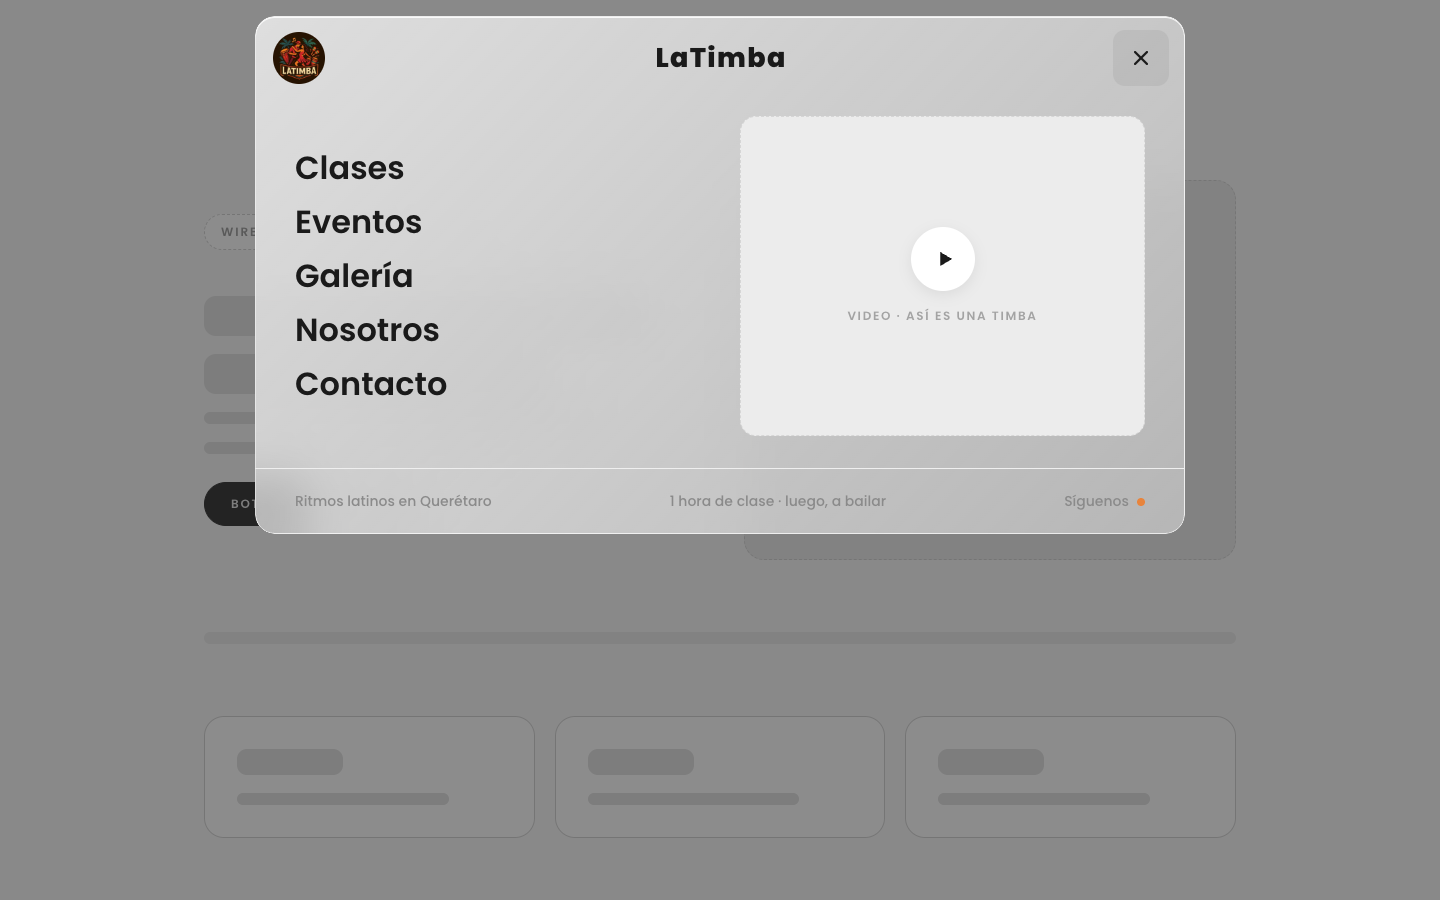 LATIMBA
LaTimba
Clases
Eventos
Galería
Nosotros
Contacto
VIDEO · ASÍ ES UNA TIMBA
WIRE
BOT
Ritmos latinos en Querétaro
1 hora de clase · luego, a bailar
Síguenos